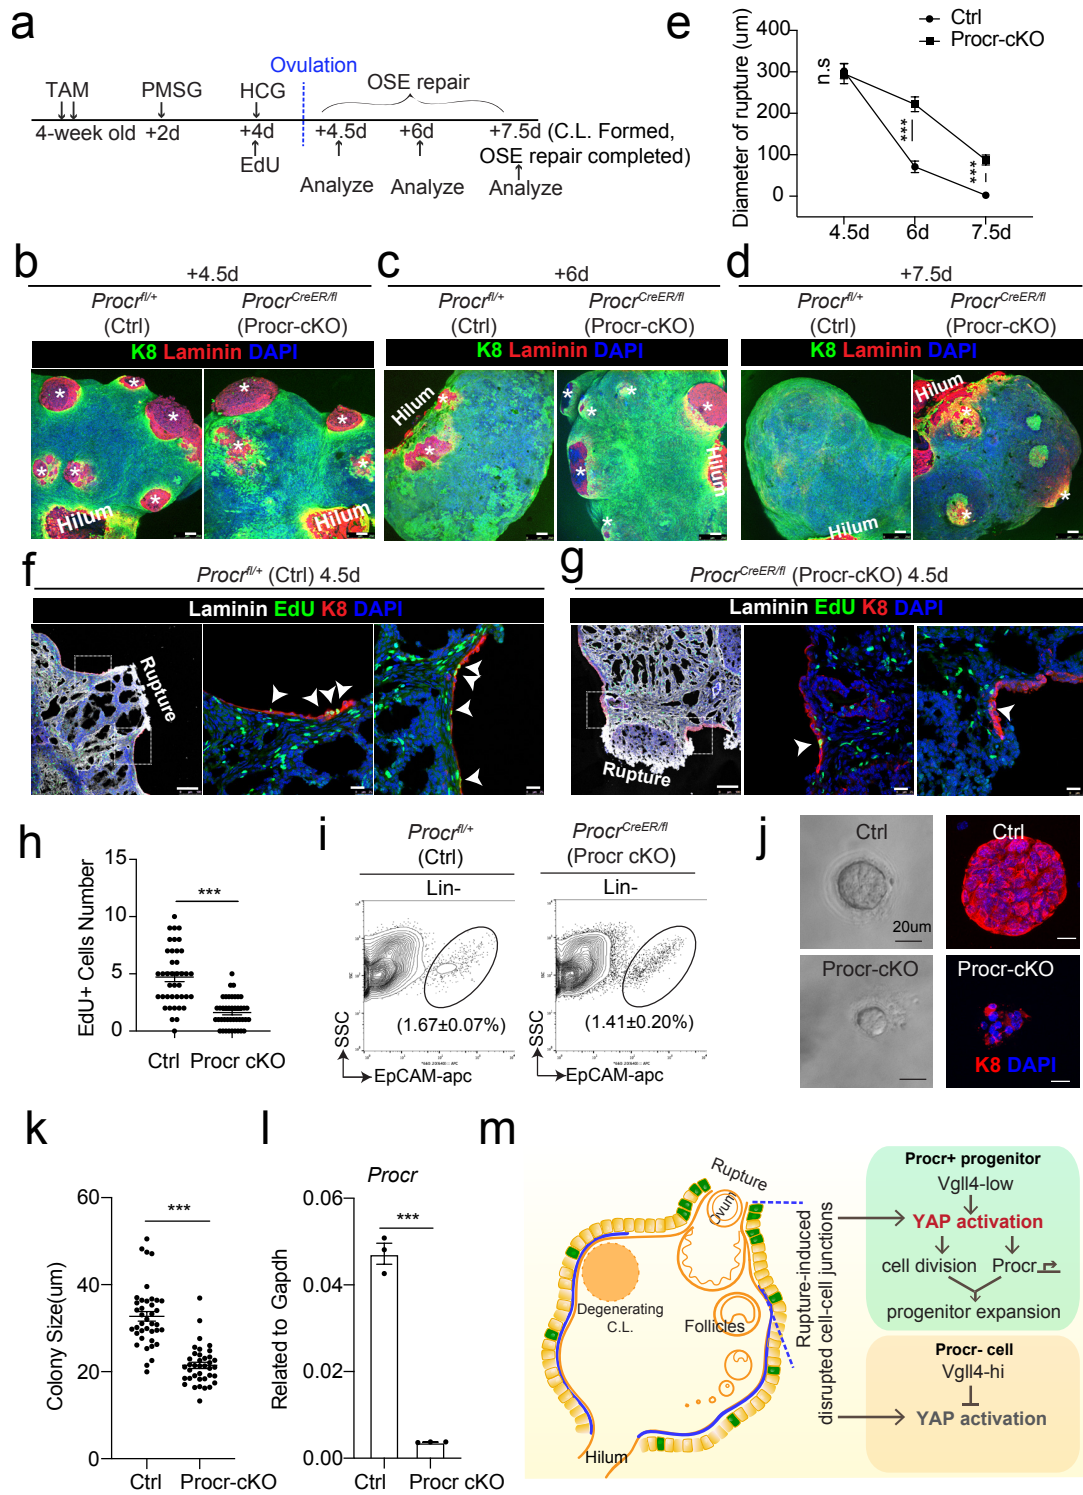 a
TAM
PMSG
HCG
Ovulation
OSE repair
4-week old
+2d
+4d
+4.5d
+6d
+7.5d (C.L. Formed,
OSE repair completed)
EdU
Analyze
Analyze
Analyze
e
Ctrl
Procr-cKO
Diameter of rupture (um)
400
300
200
100
0
n.s
***
***
4.5d
6d
7.5d
b
+4.5d
Procrfl/+
(Ctrl)
ProcrCreER/fl
(Procr-cKO)
K8 Laminin DAPI
* * * * * *
Hilum
* * * *
Hilum
c
+6d
Procrfl/+
(Ctrl)
ProcrCreER/fl
(Procr-cKO)
K8 Laminin DAPI
Hilum
* *
* * * * * *
Hilum
d
+7.5d
Procrfl/+
(Ctrl)
ProcrCreER/fl
(Procr-cKO)
K8 Laminin DAPI
Hilum
Hilum
* * * *
f
Procrfl/+ (Ctrl) 4.5d
Laminin EdU K8 DAPI
Rupture
g
ProcrCreER/fl (Procr-cKO) 4.5d
Laminin EdU K8 DAPI
Rupture
h
EdU+ Cells Number
15
10
5
0
***
Ctrl
Procr cKO
i
Procrfl/+
(Ctrl)
Lin-
(1.67±0.07%)
SSC
EpCAM-apc
ProcrCreER/fl
(Procr cKO)
Lin-
(1.41±0.20%)
SSC
EpCAM-apc
j
Ctrl
20um
Ctrl
Procr-cKO
Procr-cKO
K8 DAPI
k
Colony Size(um)
60
40
20
0
***
Ctrl
Procr-cKO
l
Procr
Related to Gapdh
0.06
0.04
0.02
0.00
***
Ctrl
Procr cKO
m
Rupture
Ovum
Degenerating
C.L.
Follicles
Hilum
Rupture-induced
disrupted cell-cell junctions
Procr+ progenitor
Vgll4-low
YAP activation
cell division
Procr
progenitor expansion
Procr- cell
Vgll4-hi
YAP activation